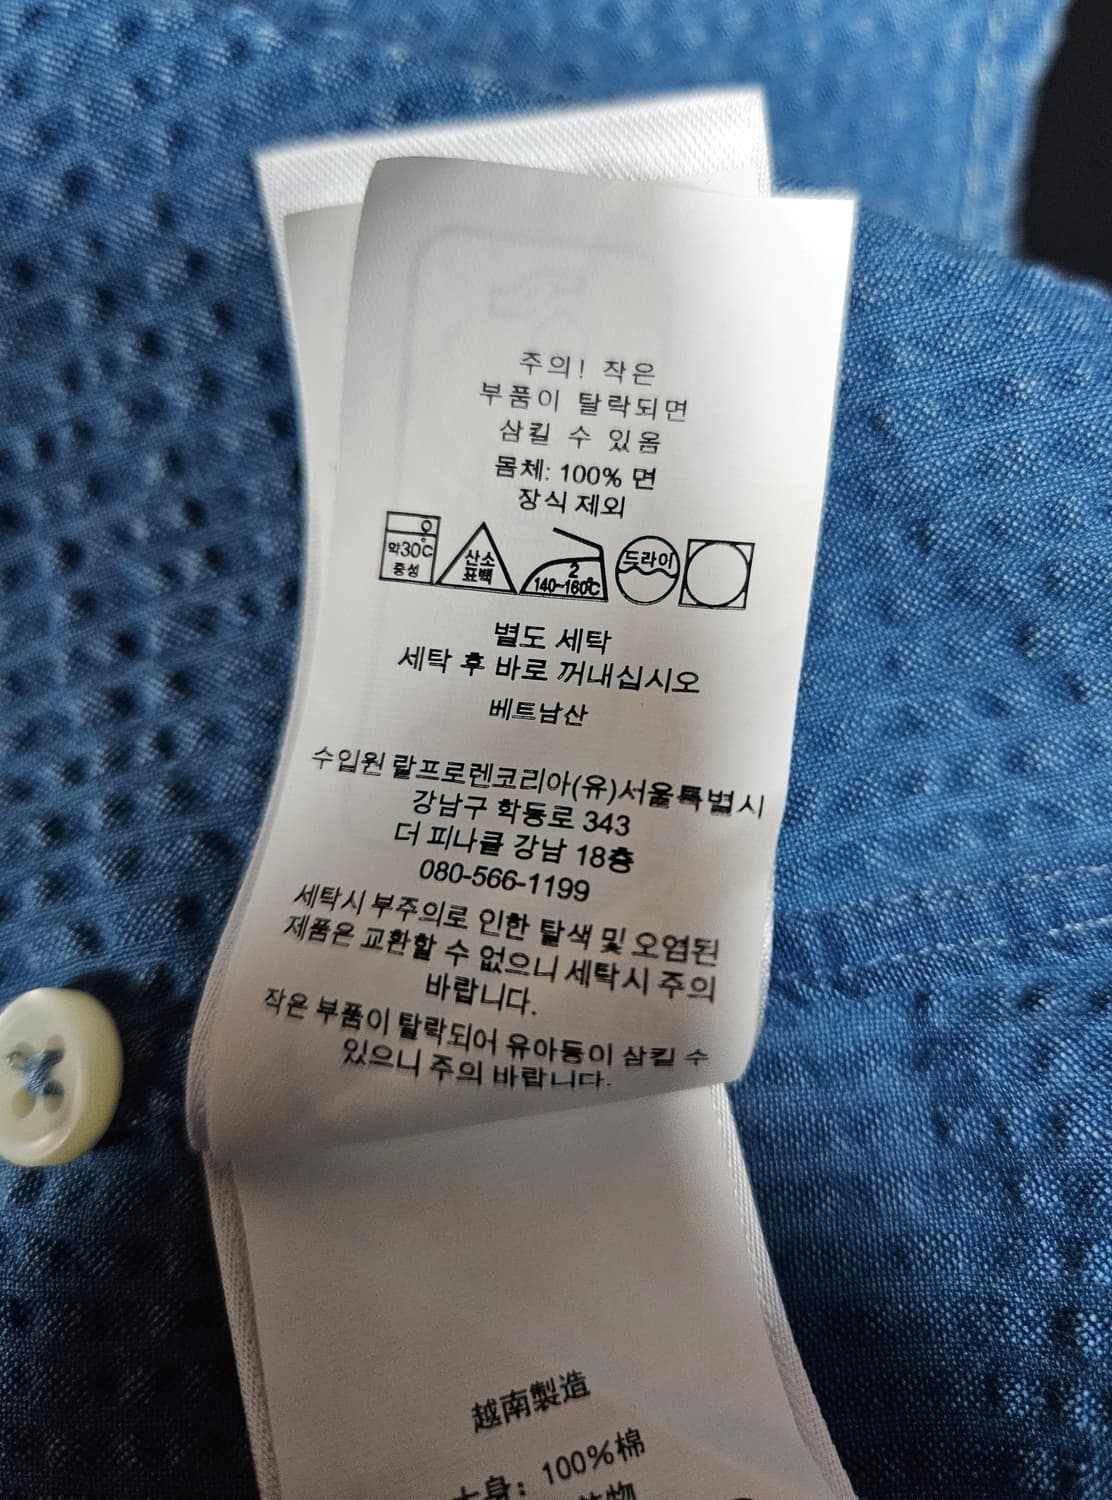 주의! 작은
부품이 탈락되면
삼킬 수 있음
몸체: 100% 면
장식 제외
약30℃
중성
산소
표백
2
140~160℃
드라이
별도 세탁
세탁 후 바로 꺼내십시오
베트남산
수입원 랄프로렌코리아(유)서울특별시
강남구 학동로 343
더 피나클 강남 18층
080-566-1199
세탁시 부주의로 인한 탈색 및 오염된
제품은 교환할 수 없으니 세탁시 주의
바랍니다.
작은 부품이 탈락되어 유아등이 삼킬 수
있으니 주의 바랍니다.
越南製造
身: 100%棉